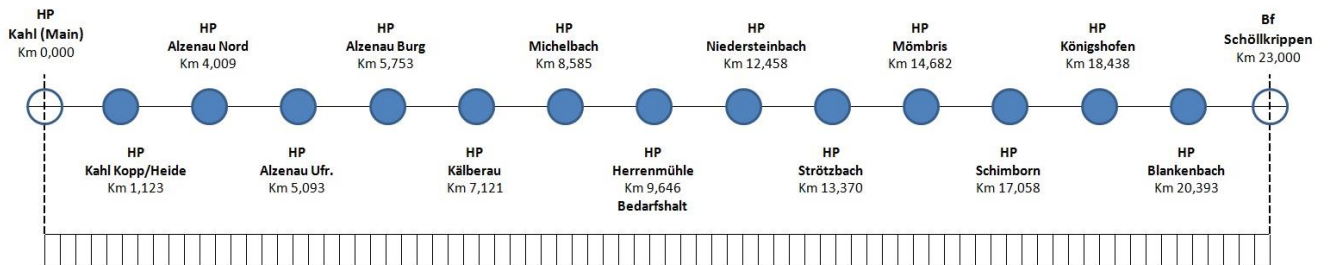 HP
Kahl (Main)
Km 0,000
HP
Kahl Kopp/Heide
Km 1,123
HP
Alzenau Nord
Km 4,009
HP
Alzenau Ufr.
Km 5,093
HP
Alzenau Burg
Km 5,753
HP
Kälberau
Km 7,121
HP
Michelbach
Km 8,585
HP
Herrenmühle
Km 9,646
Bedarfshalt
HP
Niedersteinbach
Km 12,458
HP
Strötzbach
Km 13,370
HP
Mömbris
Km 14,682
HP
Schimborn
Km 17,058
HP
Königshofen
Km 18,438
HP
Blankenbach
Km 20,393
Bf
Schöllkrippen
Km 23,000